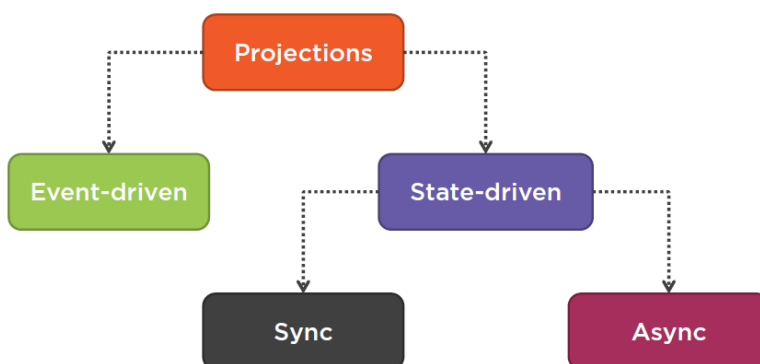 Projections
Event-driven
State-driven
Sync
Async